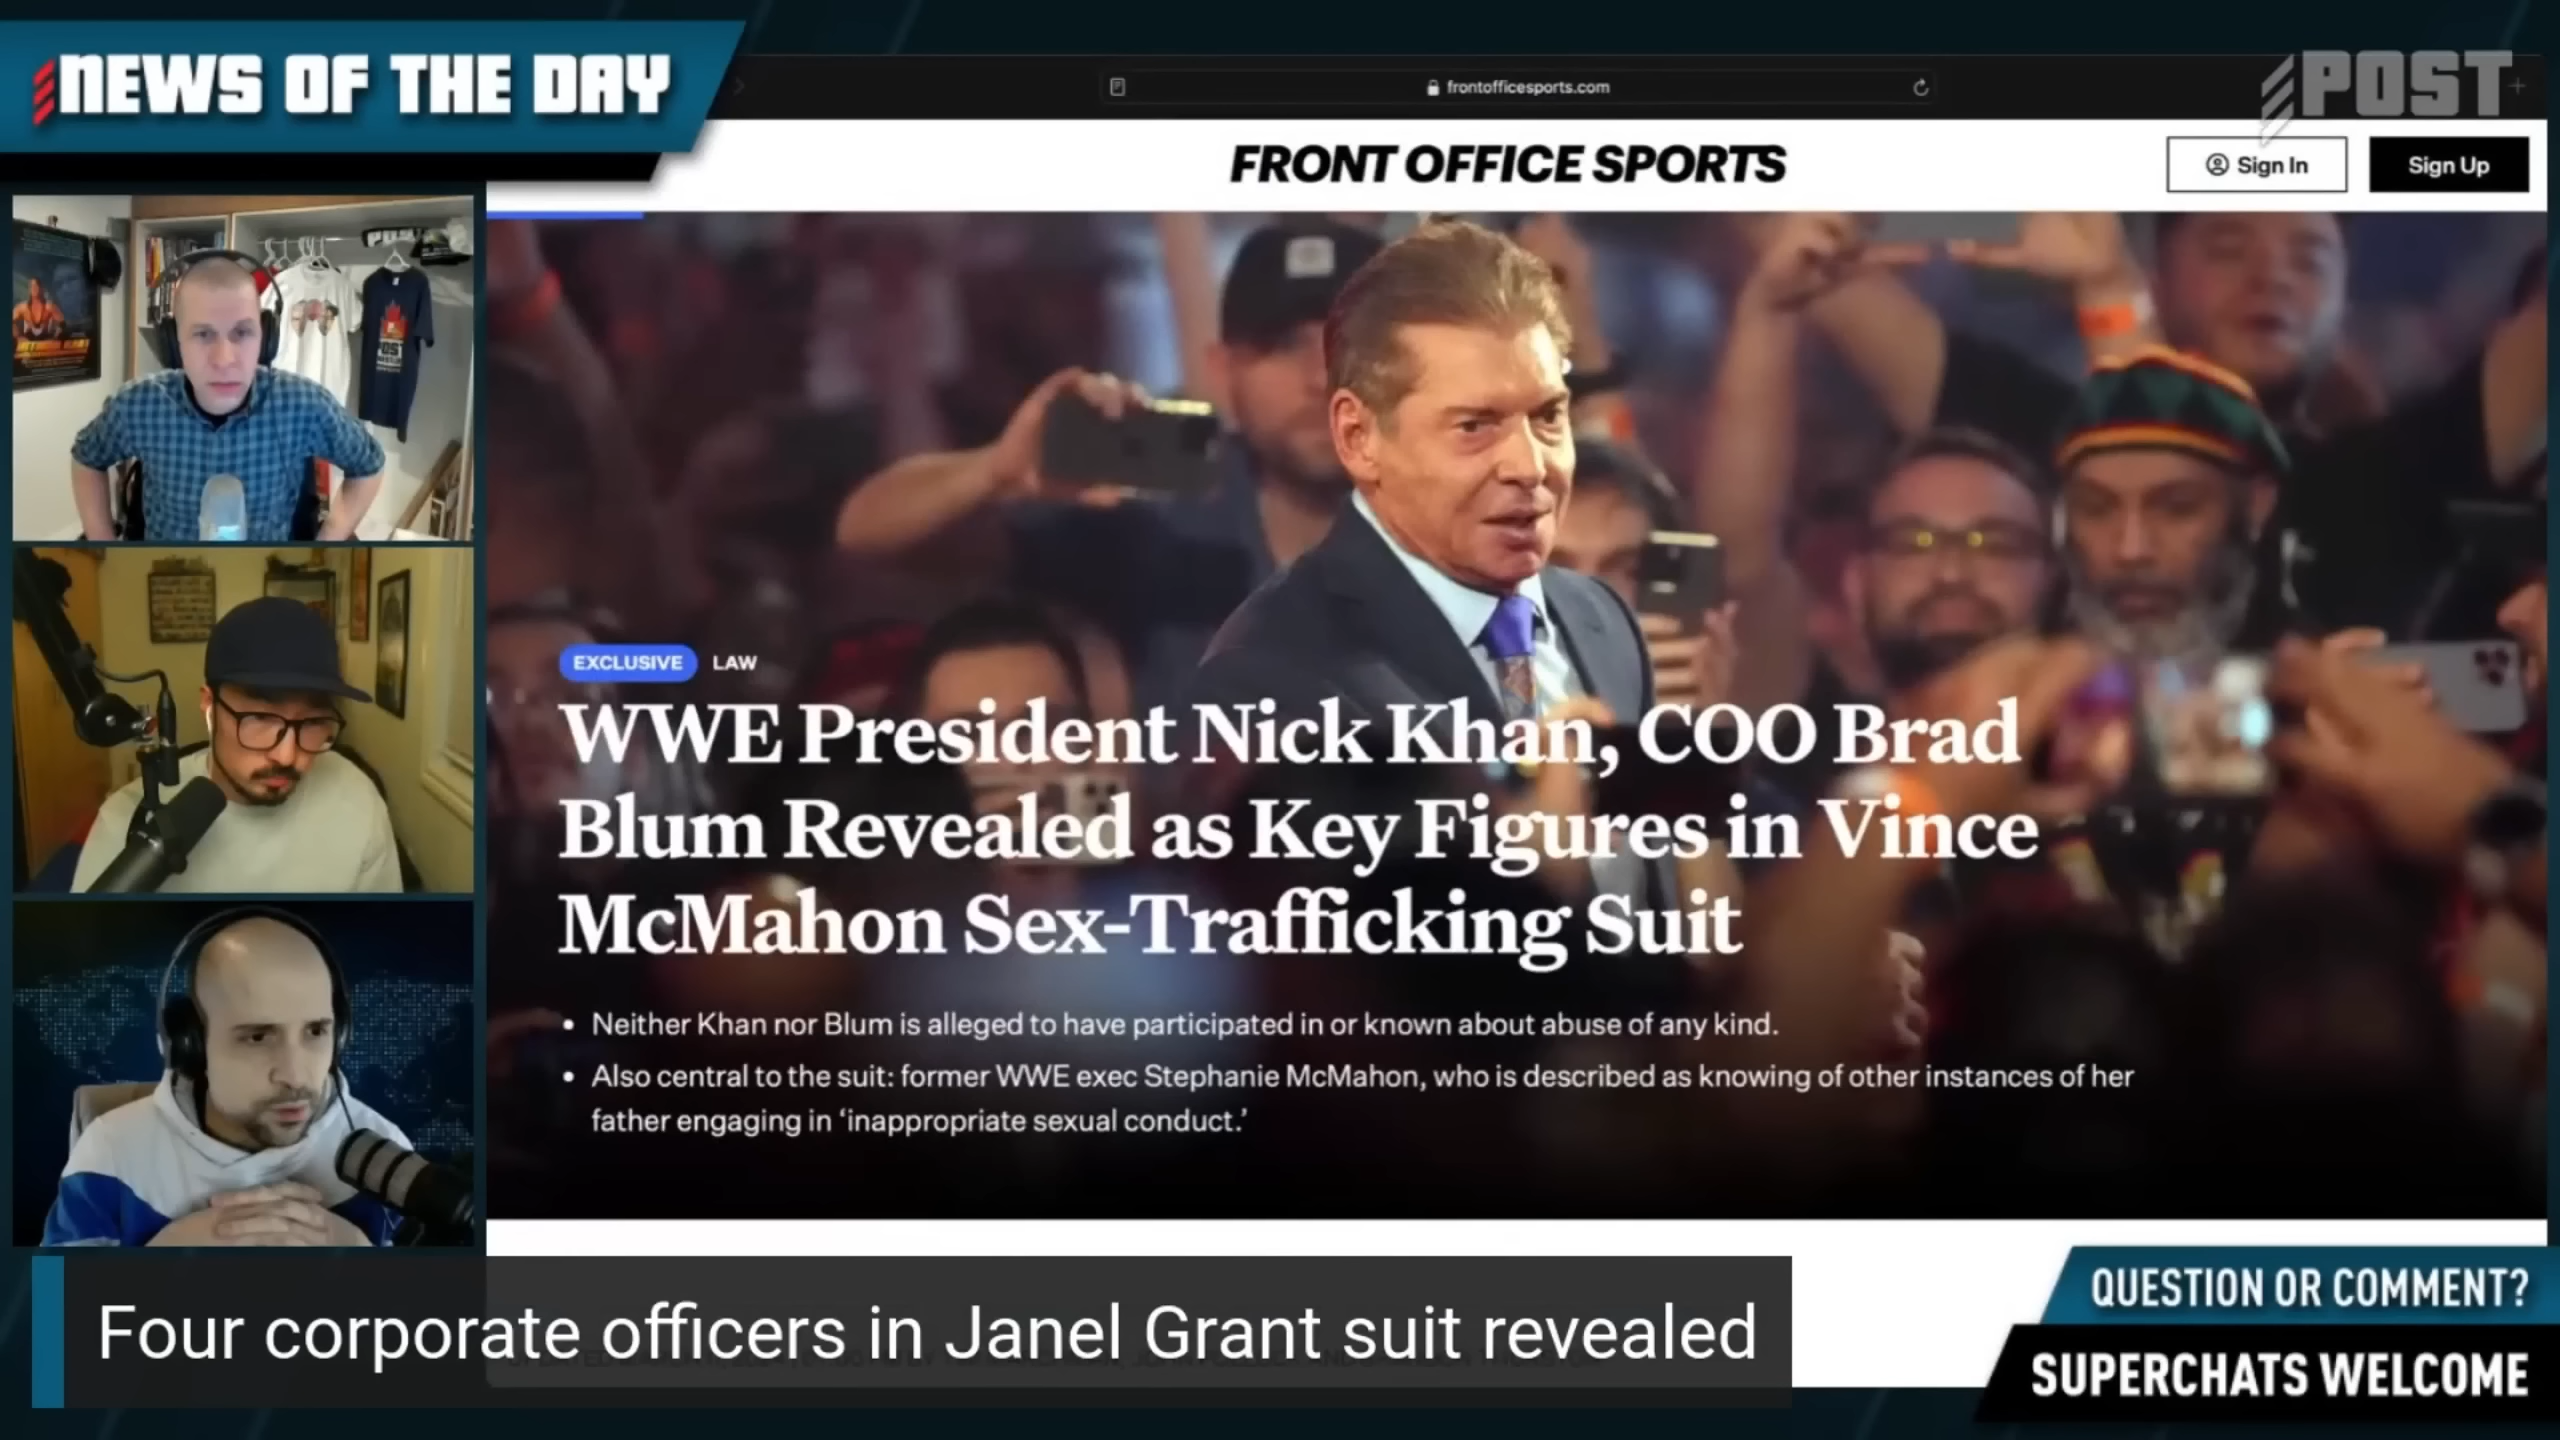 NEWS OF THE DAY
frontofficesports.com
POST
FRONT OFFICE SPORTS
Sign In
Sign Up
POST
POST
EXCLUSIVE LAW
WWE President Nick Khan, COO Brad
Blum Revealed as Key Figures in Vince
McMahon Sex-Trafficking Suit
• Neither Khan nor Blum is alleged to have participated in or known about abuse of any kind.
• Also central to the suit: former WWE exec Stephanie McMahon, who is described as knowing of other instances of her
father engaging in ‘inappropriate sexual conduct.’
Four corporate officers in Janel Grant suit revealed
QUESTION OR COMMENT?
SUPERCHATS WELCOME